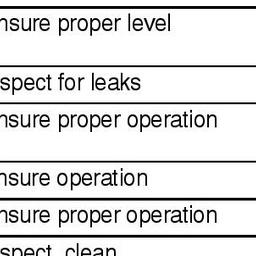 nsure proper level
spect for leaks
nsure proper operation
nsure operation
nsure proper operation
spect, clean